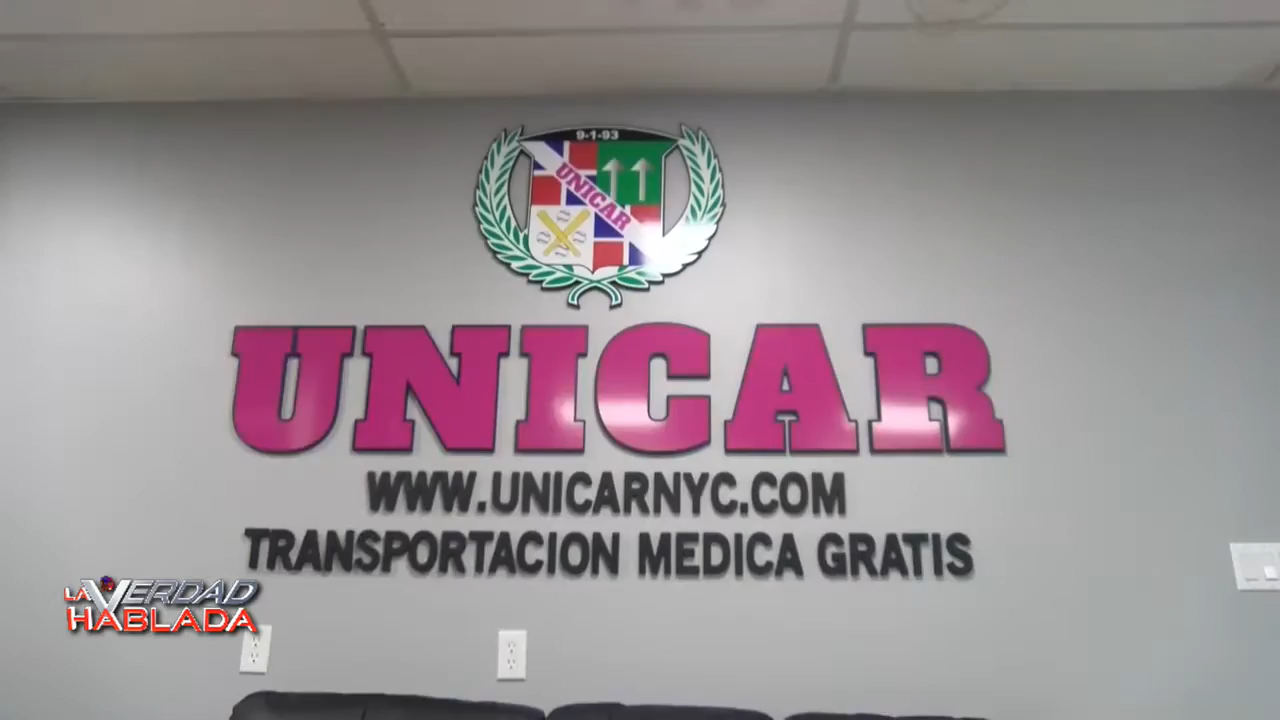 9-1-93
UNICAR
UNICAR
WWW.UNICARNYC.COM
TRANSPORTACION MEDICA GRATIS
LA VERDAD
HABLADA